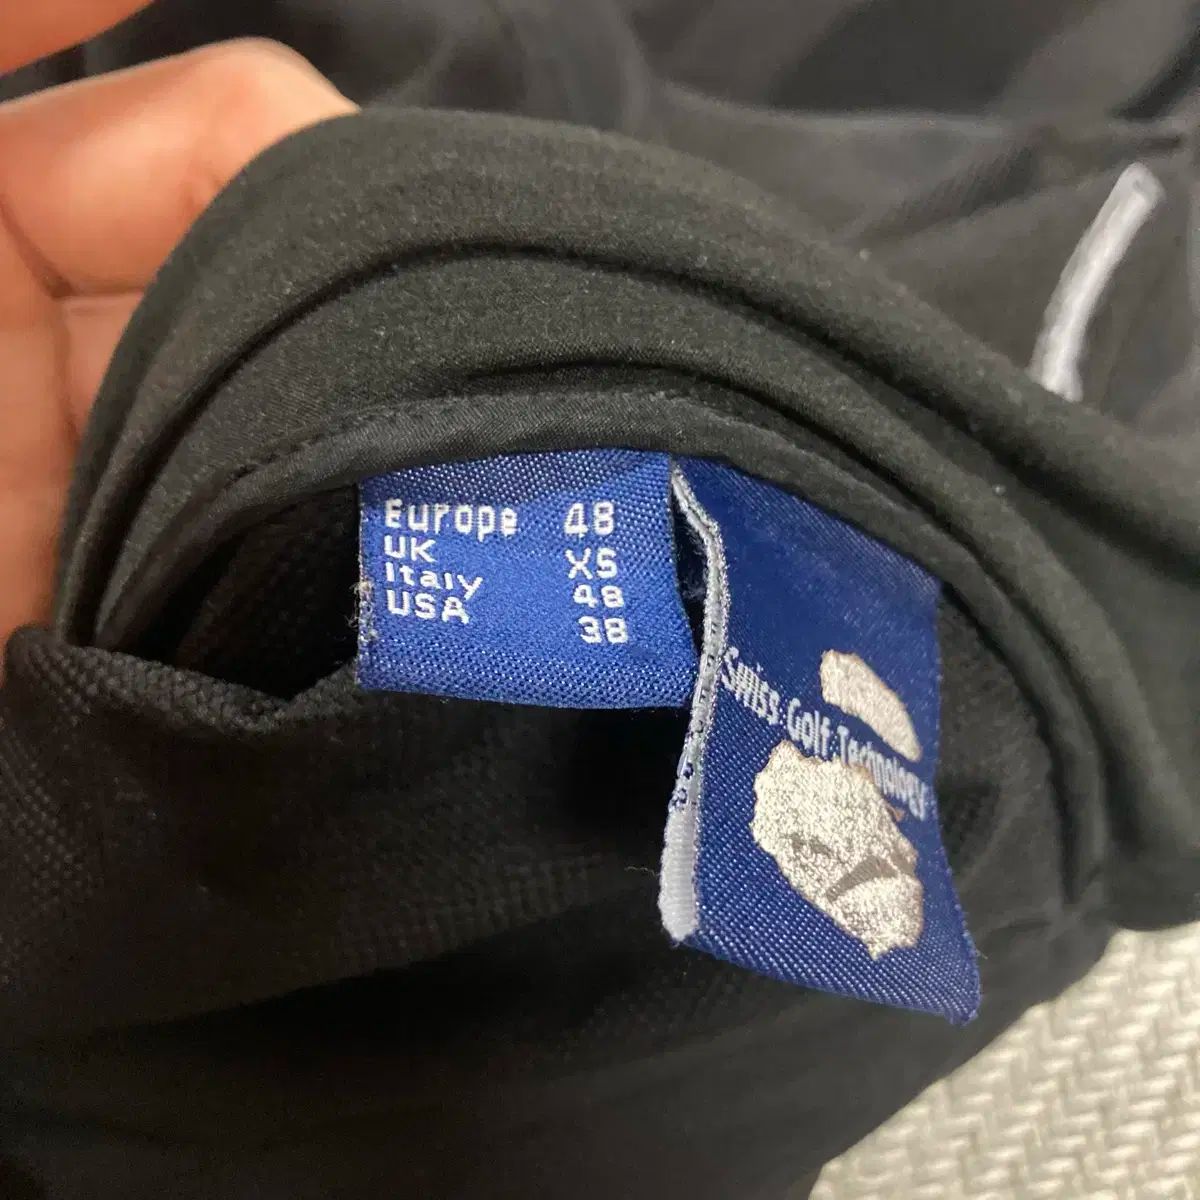 Europe 48
UK XS
Italy 48
USA 38
Swiss Golf Technology